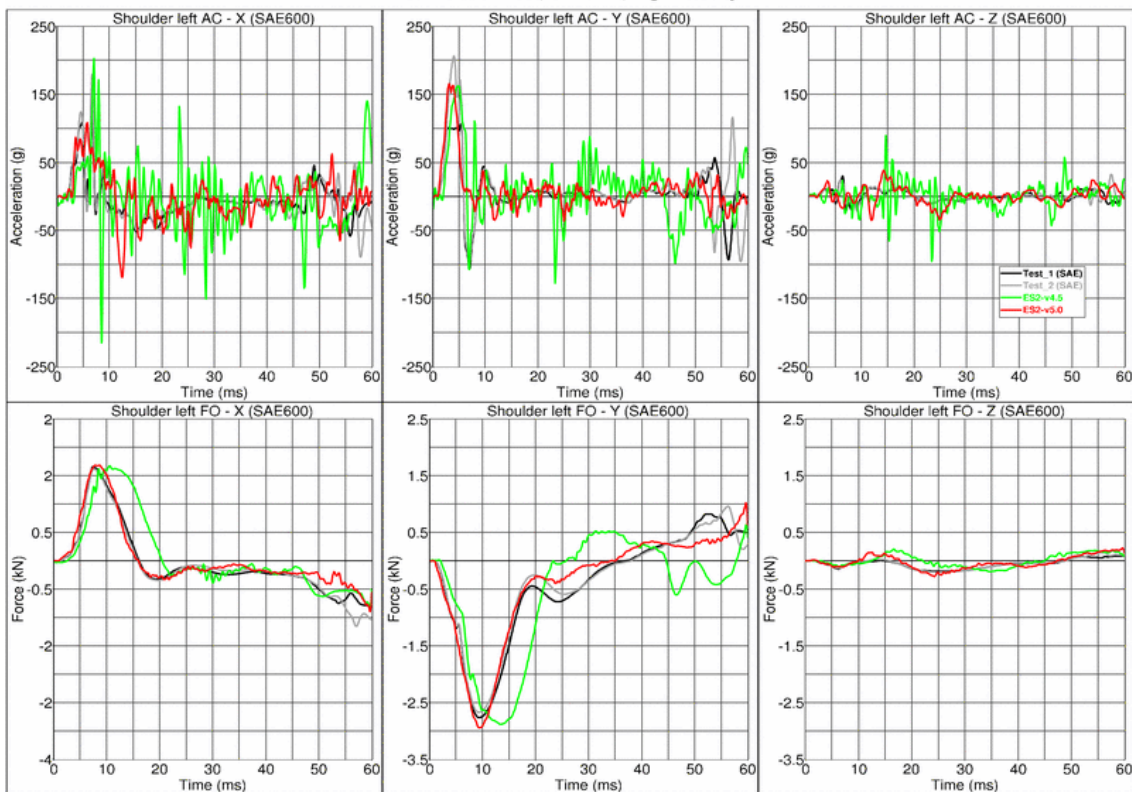 Shoulder left AC - X (SAE600)
250
150
50
-50
-150
-250
Acceleration (g)
0 10 20 30 40 50 60
Time (ms)
Shoulder left AC - Y (SAE600)
250
150
50
-50
-150
-250
Acceleration (g)
0 10 20 30 40 50 60
Time (ms)
Shoulder left AC - Z (SAE600)
250
150
50
-50
-150
-250
Acceleration (g)
Test_1 (SAE)
Test_2 (SAE)
ES2-v4.5
ES2-v5.0
0 10 20 30 40 50 60
Time (ms)
Shoulder left FO - X (SAE600)
2
2
0.5
-0.5
-2
-2
-4
Force (kN)
0 10 20 30 40 50 60
Time (ms)
Shoulder left FO - Y (SAE600)
2.5
1.5
0.5
-0.5
-1.5
-2.5
-3.5
Force (kN)
0 10 20 30 40 50 60
Time (ms)
Shoulder left FO - Z (SAE600)
2.5
1.5
0.5
-0.5
-1.5
-2.5
-3.5
Force (kN)
0 10 20 30 40 50 60
Time (ms)